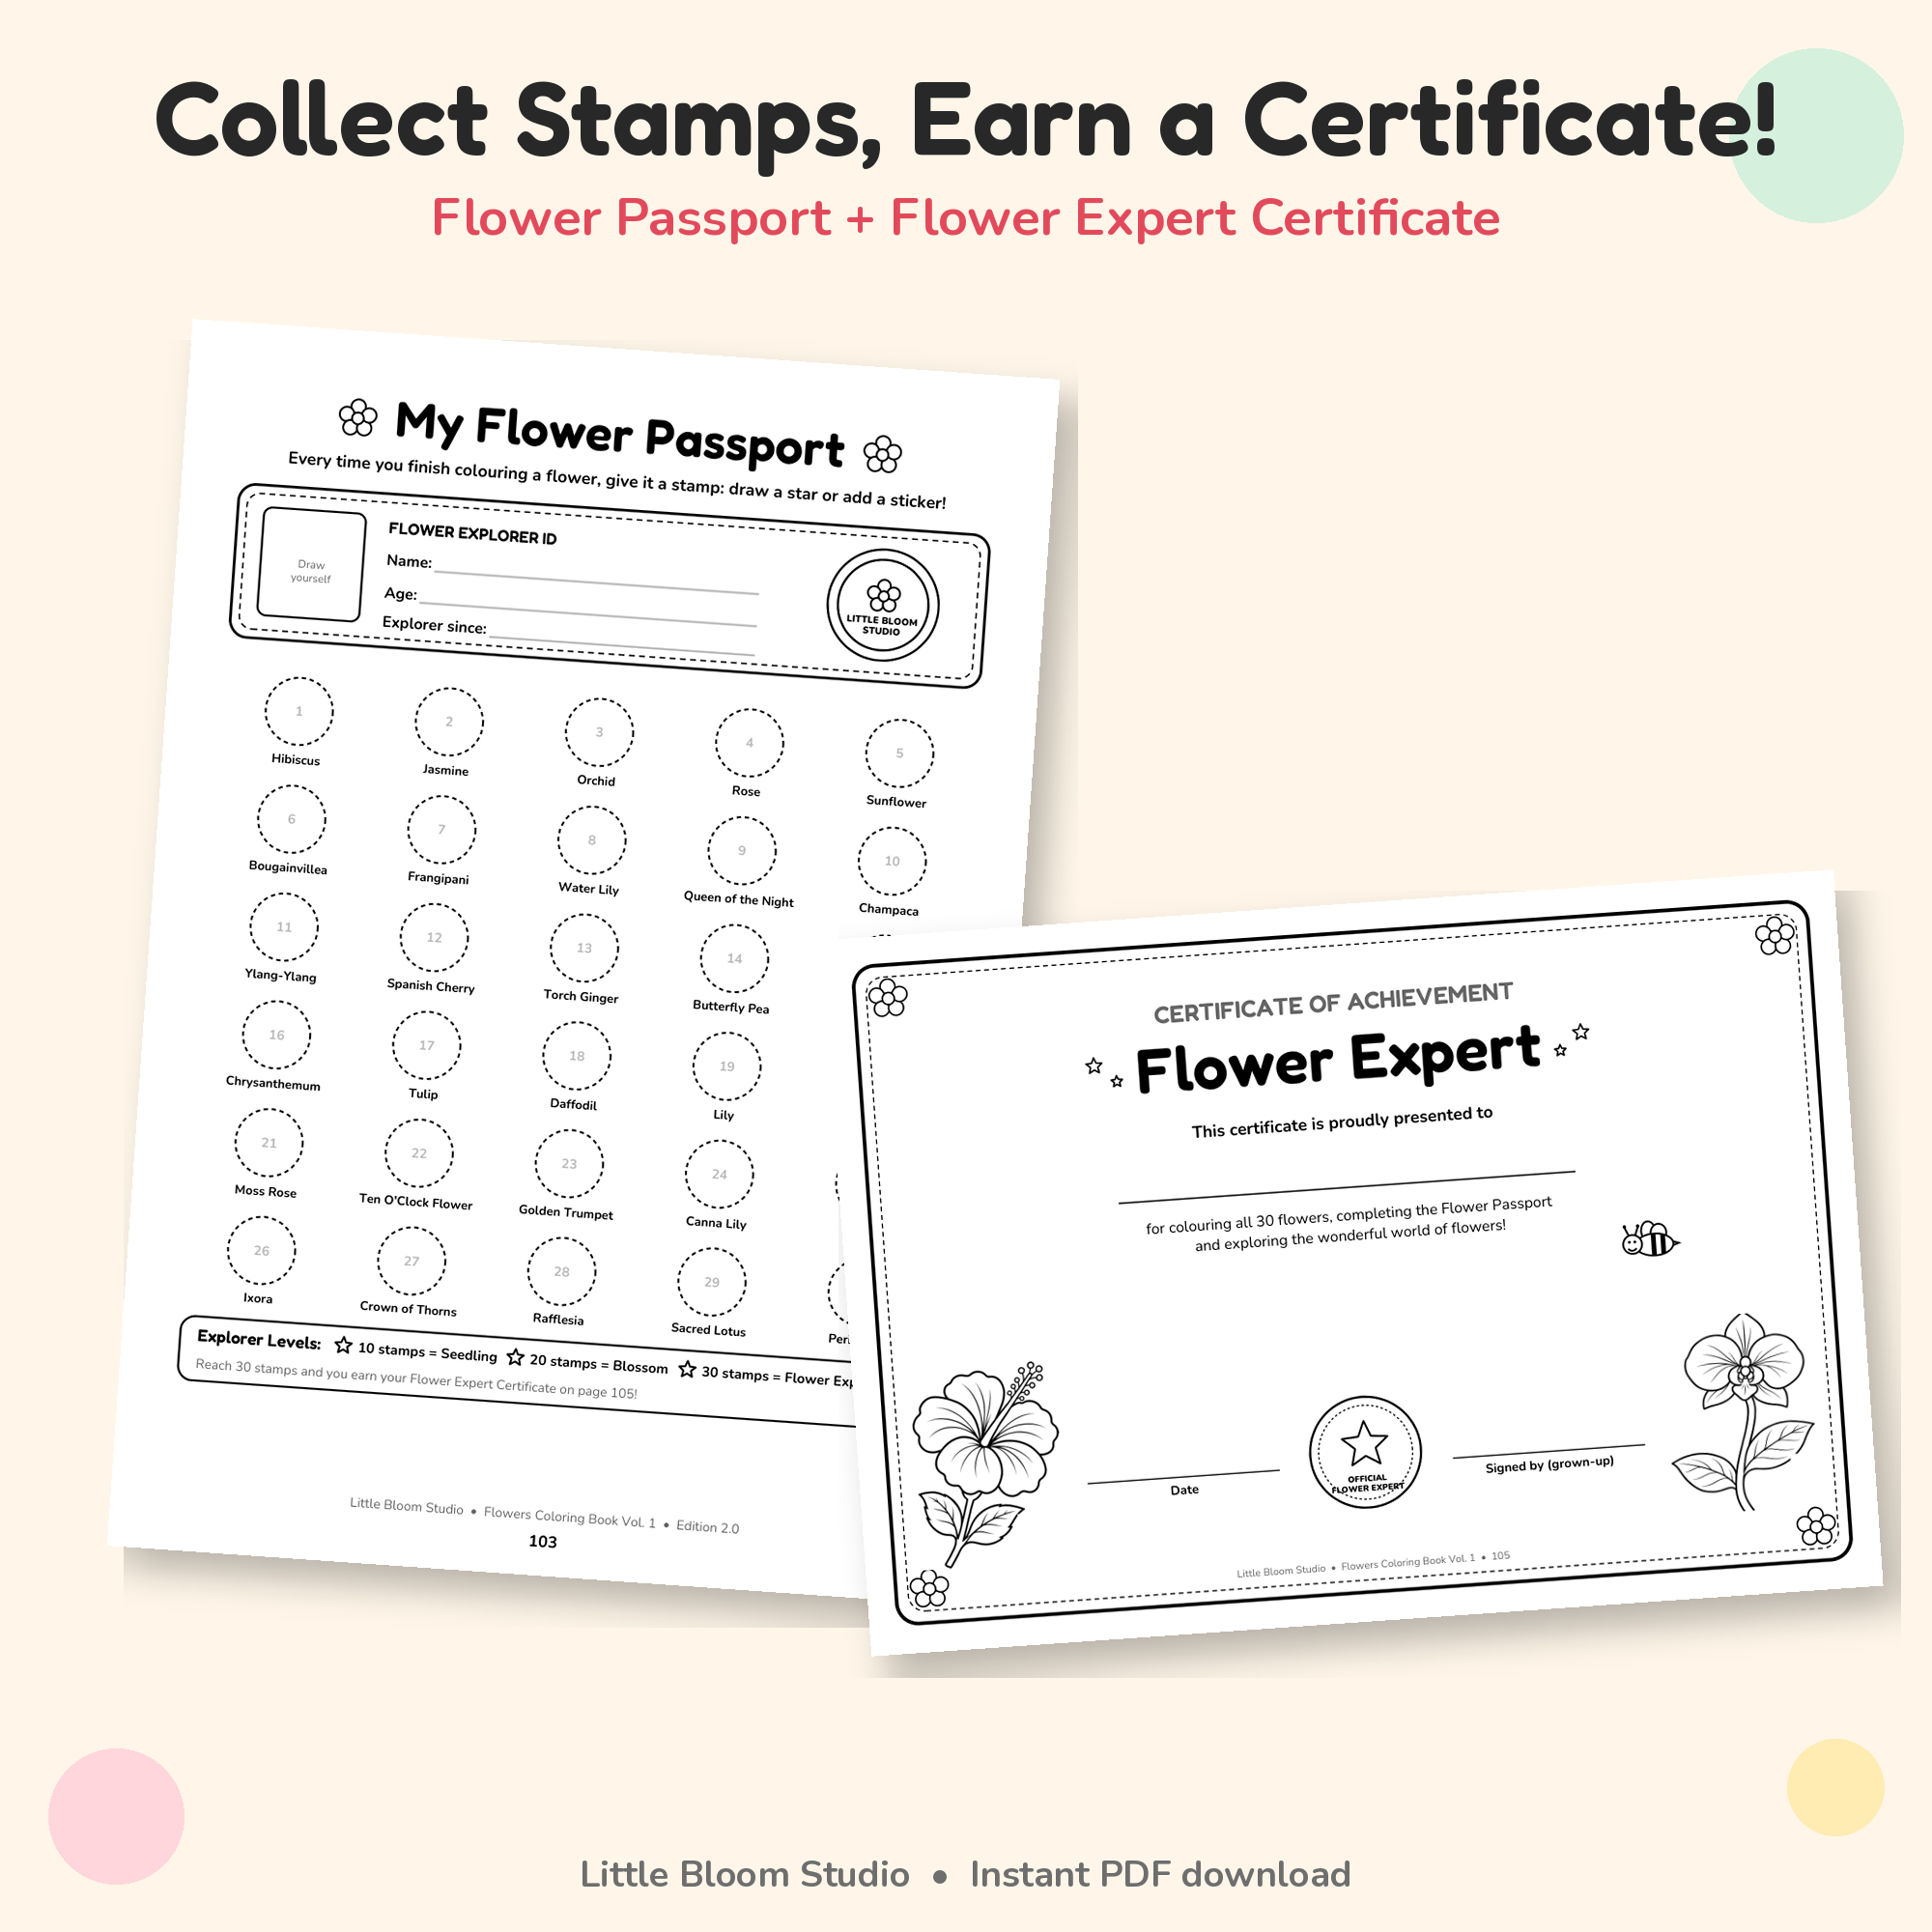 Collect Stamps, Earn a Certificate!
Flower Passport + Flower Expert Certificate
My Flower Passport
Every time you finish colouring a flower, give it a stamp: draw a star or add a sticker!
Draw
yourself
FLOWER EXPLORER ID
Name:
Age:
Explorer since:
LITTLE BLOOM
STUDIO
1 2 3 4 5
Hibiscus Jasmine Orchid Rose Sunflower
6 7 8 9 10
Bougainvillea Frangipani Water Lily Queen of the Night Champaca
11 12 13 14
Ylang-Ylang Spanish Cherry Torch Ginger Butterfly Pea
16 17 18 19
Chrysanthemum Tulip Daffodil Lily
21 22 23 24
Moss Rose Ten O'Clock Flower Golden Trumpet Canna Lily
26 27 28 29
Ixora Crown of Thorns Rafflesia Sacred Lotus
Explorer Levels: 10 stamps = Seedling 20 stamps = Blossom 30 stamps = Flower
Reach 30 stamps and you earn your Flower Expert Certificate on page 105!
Little Bloom Studio • Flowers Coloring Book Vol. 1 • Edition 2.0
103
CERTIFICATE OF ACHIEVEMENT
Flower Expert
This certificate is proudly presented to
for colouring all 30 flowers, completing the Flower Passport
and exploring the wonderful world of flowers!
Date
OFFICIAL
FLOWER EXPERT
Signed by (grown-up)
Little Bloom Studio • Flowers Coloring Book Vol. 1 • 105
Little Bloom Studio • Instant PDF download